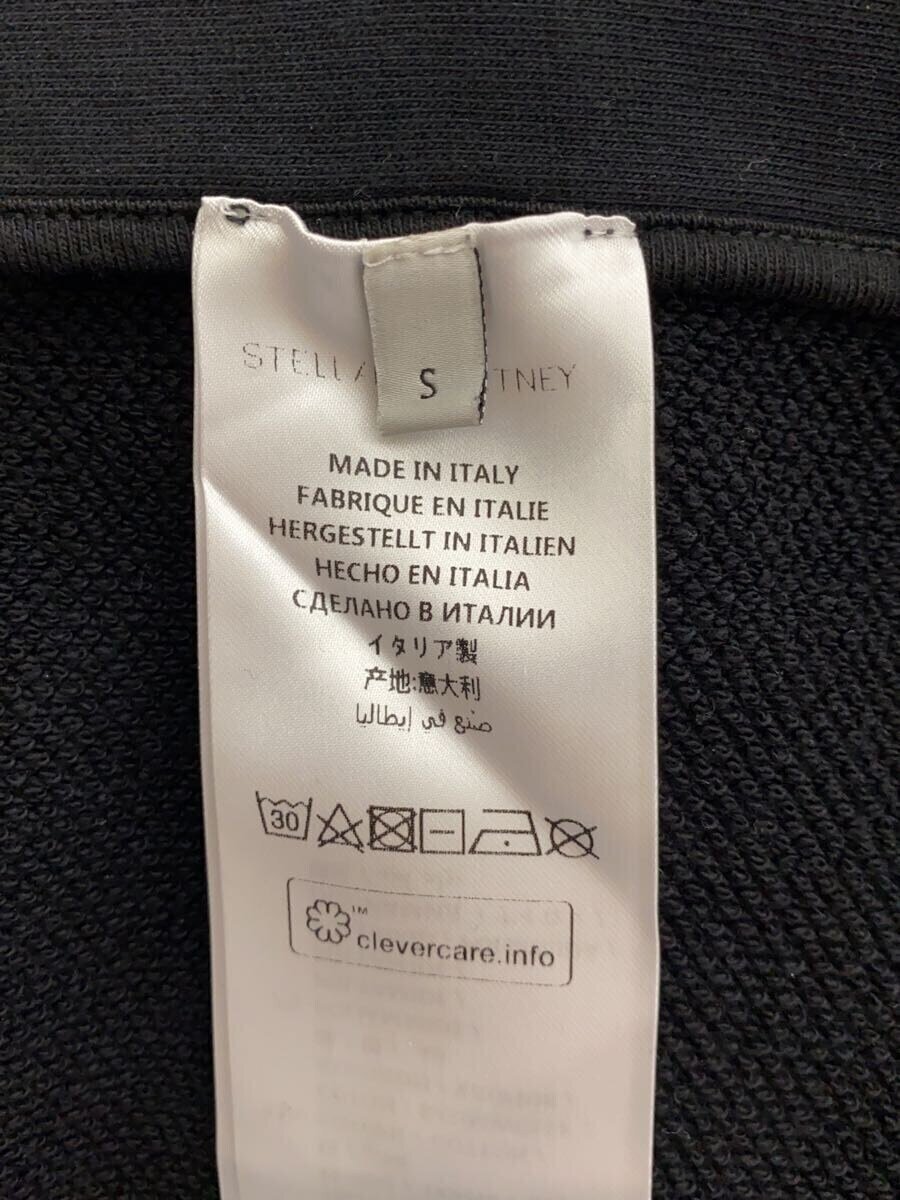 S
STELLA TNEY
MADE IN ITALY
FABRIQUE EN ITALIE
HERGESTELLT IN ITALIEN
HECHO EN ITALIA
СДЕЛАНО В ИТАЛИИ
イタリア製
产地:意大利
صنع في إيطاليا
30
™
clevercare.info